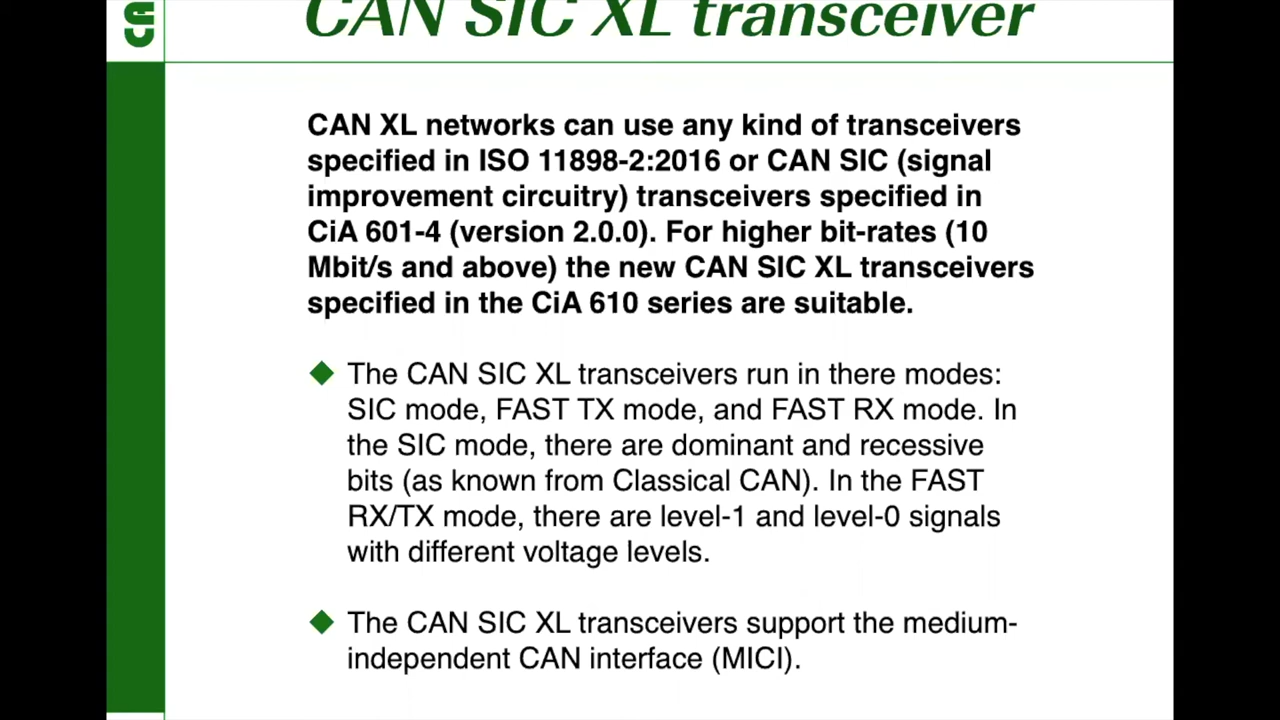 CAN SIC XL transceiver
CAN XL networks can use any kind of transceivers
specified in ISO 11898-2:2016 or CAN SIC (signal
improvement circuitry) transceivers specified in
CiA 601-4 (version 2.0.0). For higher bit-rates (10
Mbit/s and above) the new CAN SIC XL transceivers
specified in the CiA 610 series are suitable.
The CAN SIC XL transceivers run in there modes:
SIC mode, FAST TX mode, and FAST RX mode. In
the SIC mode, there are dominant and recessive
bits (as known from Classical CAN). In the FAST
RX/TX mode, there are level-1 and level-0 signals
with different voltage levels.
The CAN SIC XL transceivers support the medium-
independent CAN interface (MICI).